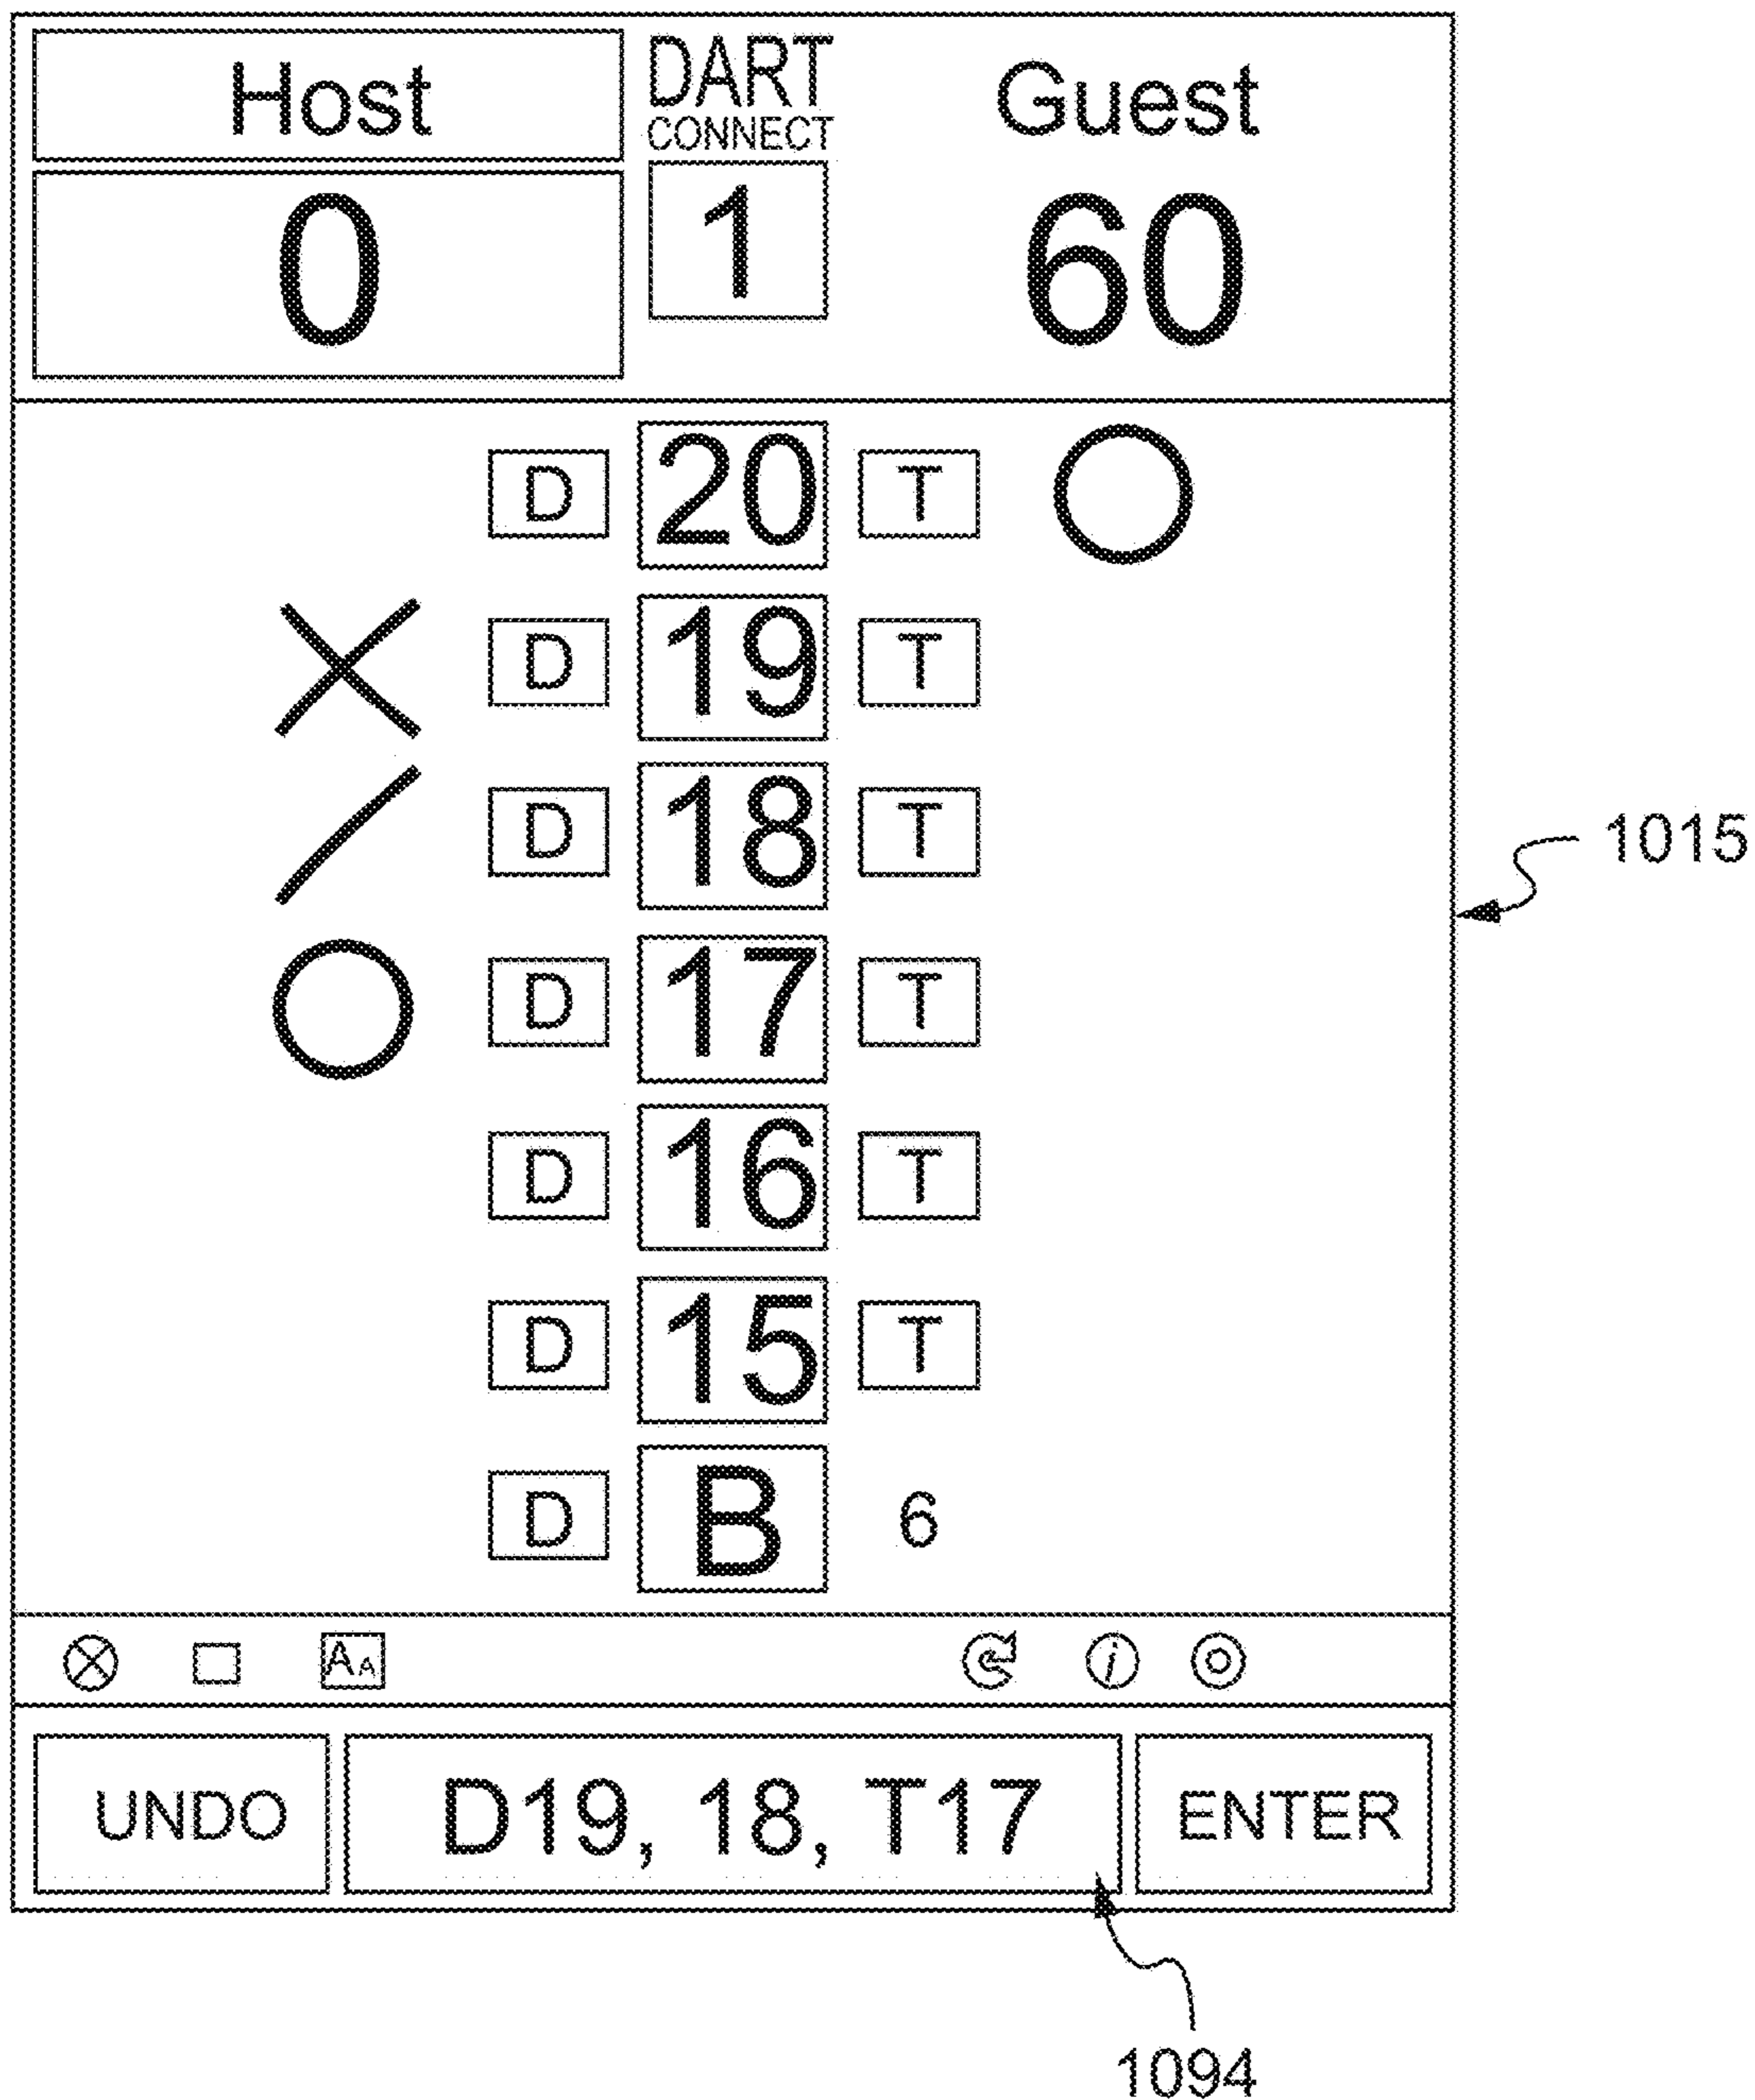 Host DART Guest
CONNECT
0 1 60
D 20 T
D 19 T
D 18 T
1015
D 17 T
D 16 T
D 15 T
D B 6
AA i
UNDO D19, 18, T17 ENTER
1094